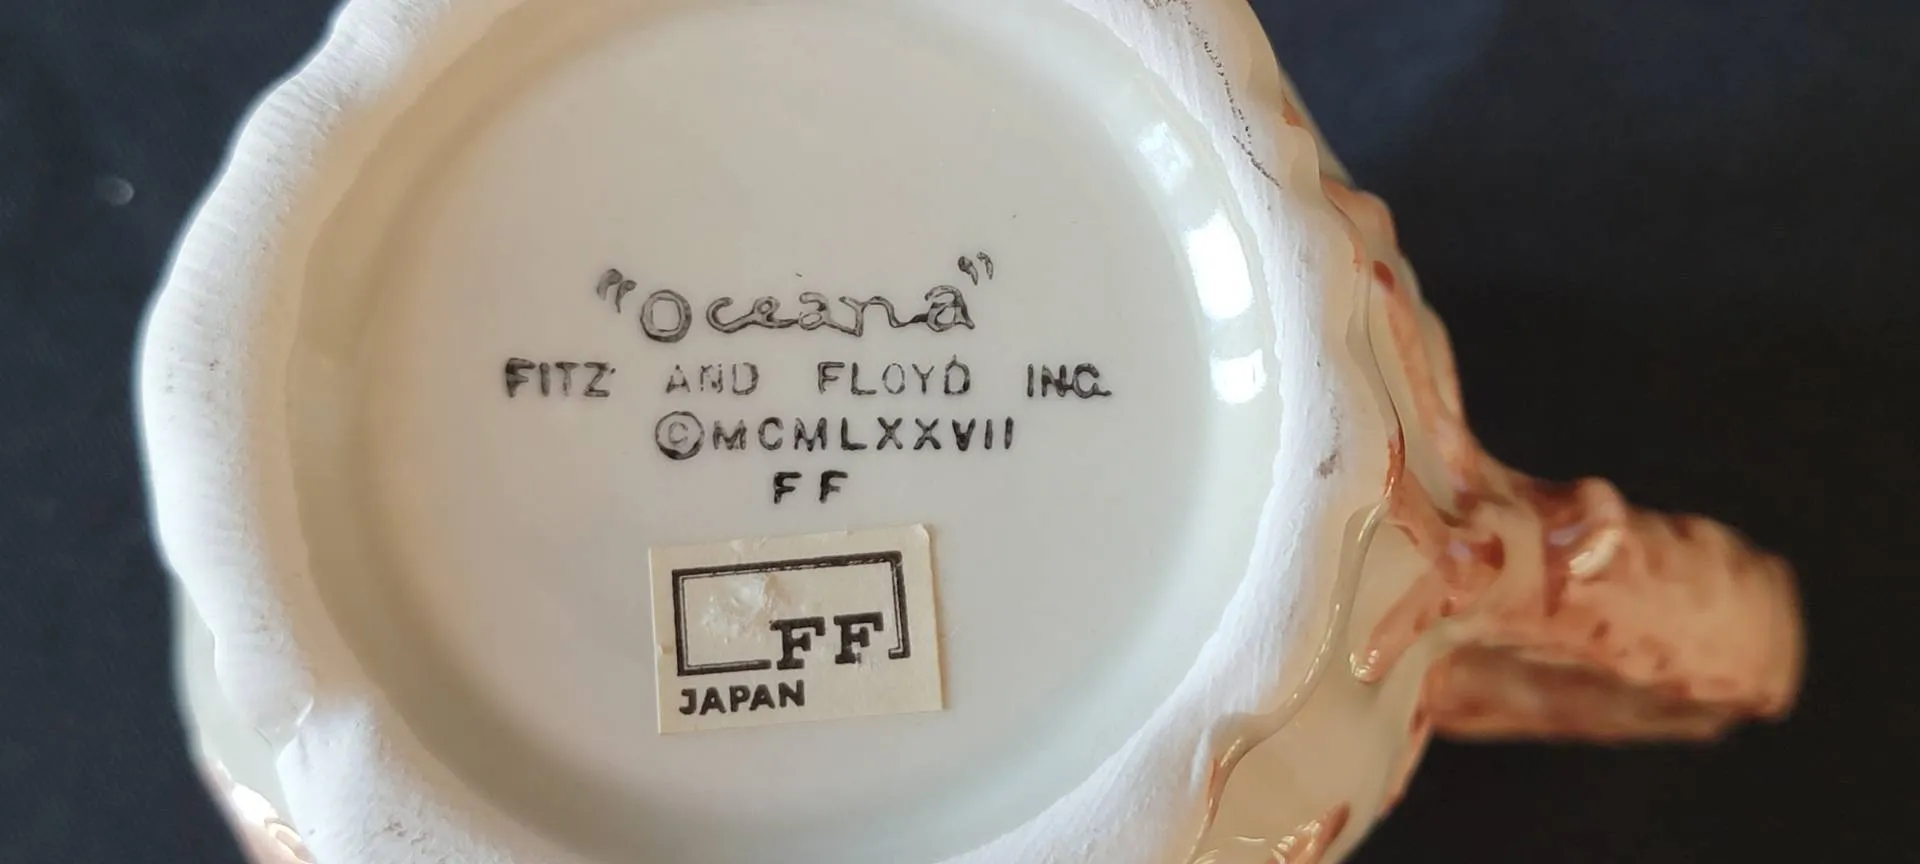 "Oceana"
FITZ AND FLOYD INC.
©MCMLXXVII
FF
FF
JAPAN